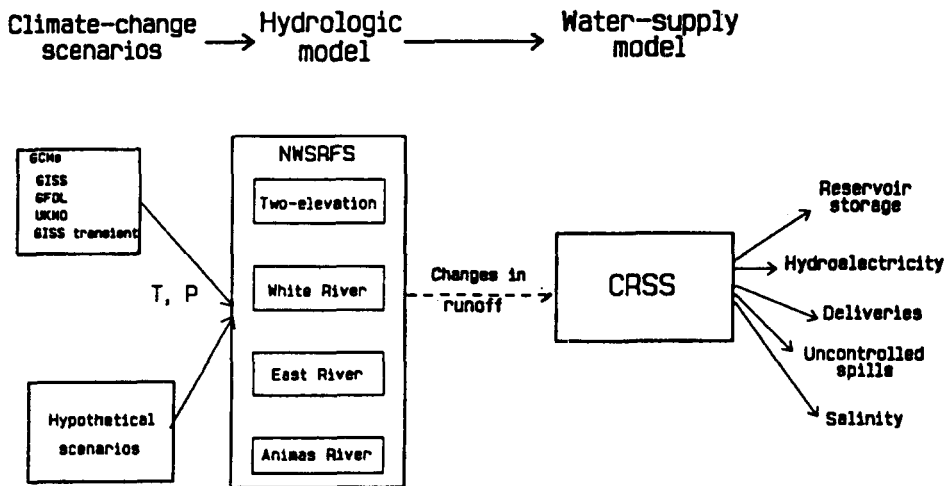 Climate-change
scenarios
Hydrologic
model
Water-supply
model
GCMs
GISS
GFDL
UKMO
GISS transient
Hypothetical
scenarios
T, P
NWSRFS
Two-elevation
White River
East River
Animas River
Changes in
runoff
CRSS
Reservoir
storage
Hydroelectricity
Deliveries
Uncontrolled
spills
Salinity